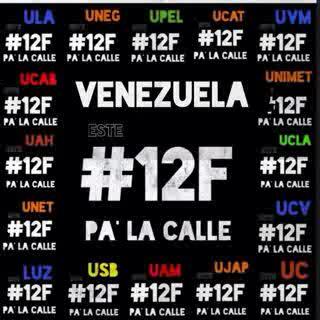 ULA
#12F
PA' LA CALLE
UNEG
#12F
PA' LA CALLE
UPEL
#12F
PA' LA CALLE
UCAT
#12F
PA' LA CALLE
UVM
#12F
PA' LA CALLE
UCAB
#12F
PA' LA CALLE
VENEZUELA
ESTE
#12F
PA' LA CALLE
UNIMET
#12F
PA' LA CALLE
UAH
#12F
PA' LA CALLE
UCLA
#12F
PA' LA CALLE
UNET
#12F
PA' LA CALLE
UCV
#12F
PA' LA CALLE
LUZ
#12F
PA' LA CALLE
USB
#12F
PA' LA CALLE
UAM
#12F
PA' LA CALLE
UJAP
#12F
PA' LA CALLE
UC
#12F
PA' LA CALLE